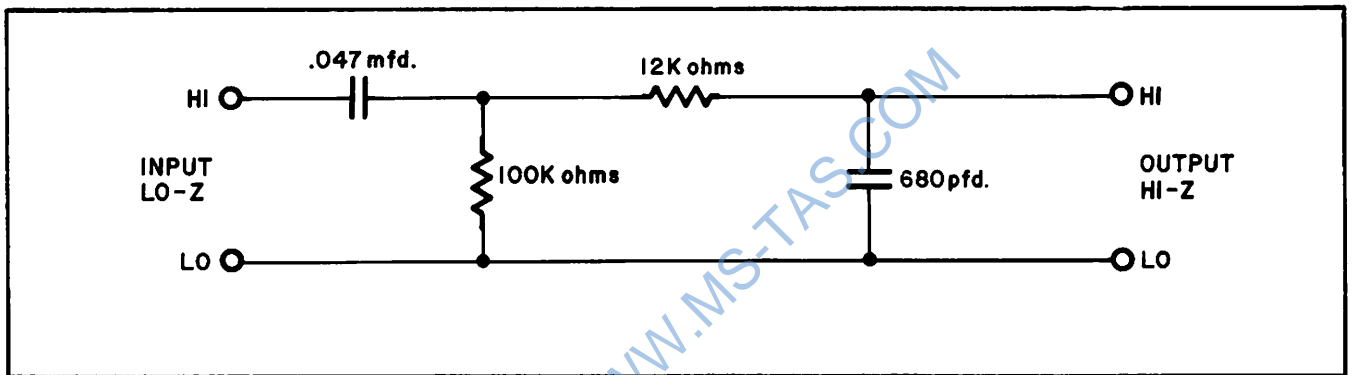 .047 mfd.
12K ohms
HI
HI
INPUT
LO-Z
100K ohms
680 pfd.
OUTPUT
HI-Z
LO
LO
WW.MS-TAS.COM